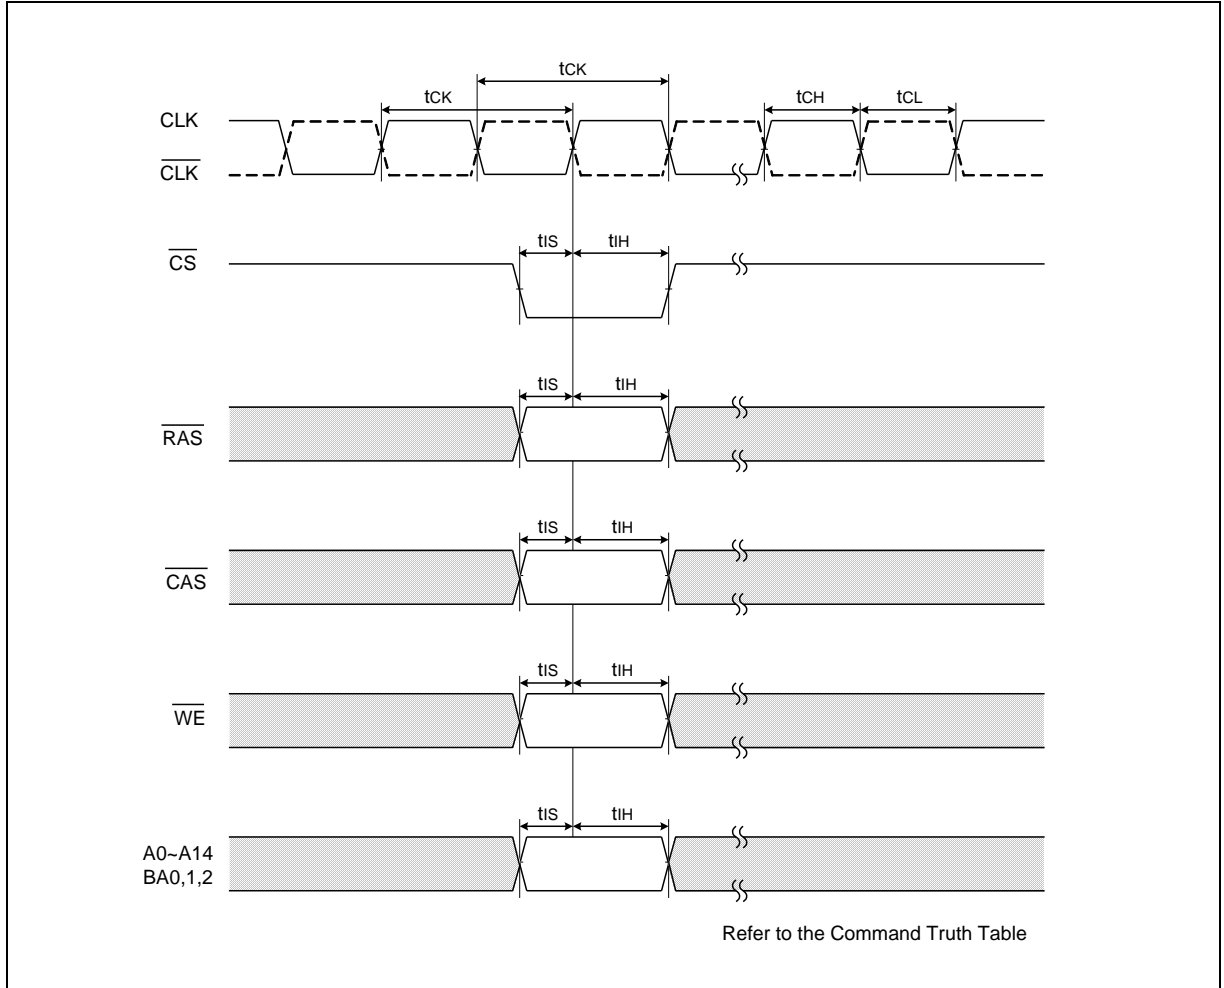 tCK
tCK
tCH
tCL
CLK
CLK
tIS
tIH
CS
tIS
tIH
RAS
tIS
tIH
CAS
tIS
tIH
WE
tIS
tIH
A0~A14
BA0,1,2
Refer to the Command Truth Table